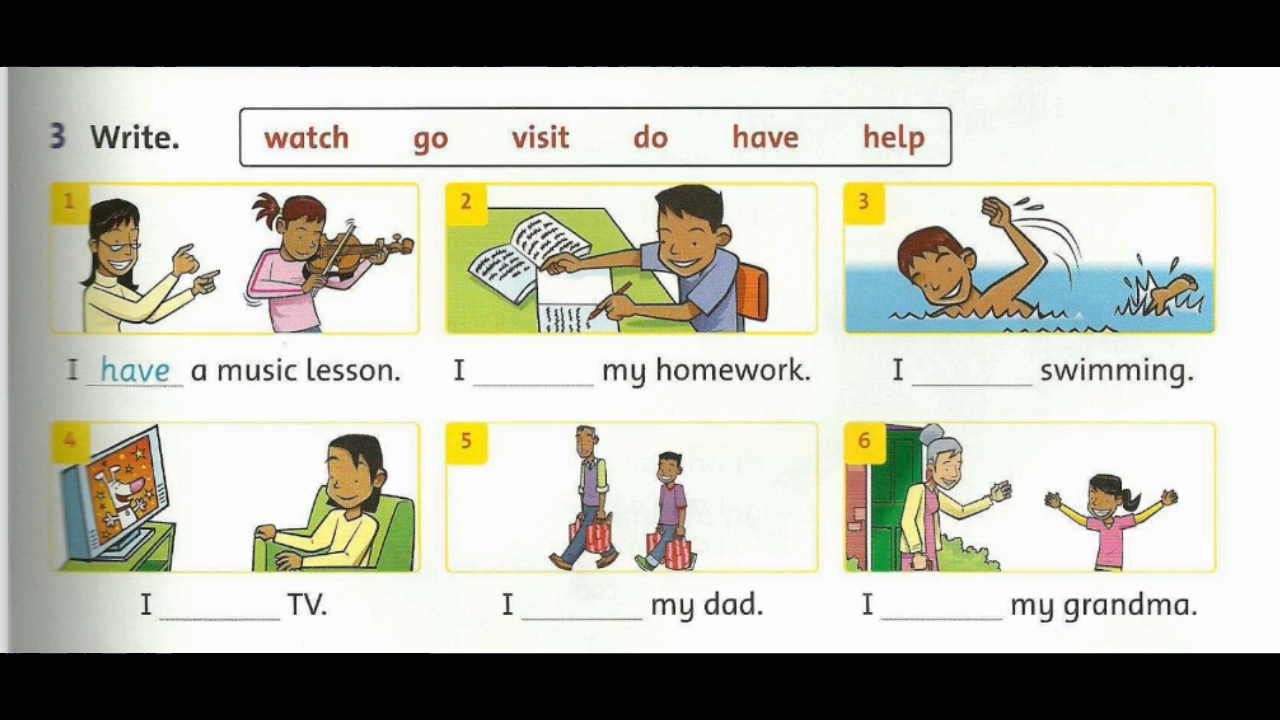 3 Write.
watch go visit do have help
1
2
3
I have a music lesson.
I ________ my homework.
I ________ swimming.
4
5
6
I ________ TV.
I ________ my dad.
I ________ my grandma.